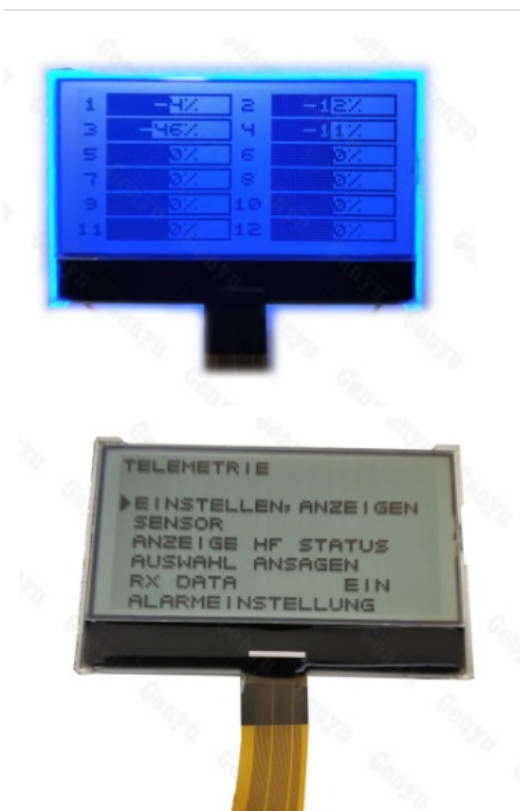 1 -4% 2 -12%
3 -46% 4 -11%
5 0% 6 0%
7 0% 8 0%
9 0% 10 0%
11 0% 12 0%
TELEMETRIE
EINSTELLEN, ANZEIGEN
SENSOR
ANZEIGE HF STATUS
AUSWAHL ANSAGEN
RX DATA EIN
ALARMEINSTELLUNG
Genyu